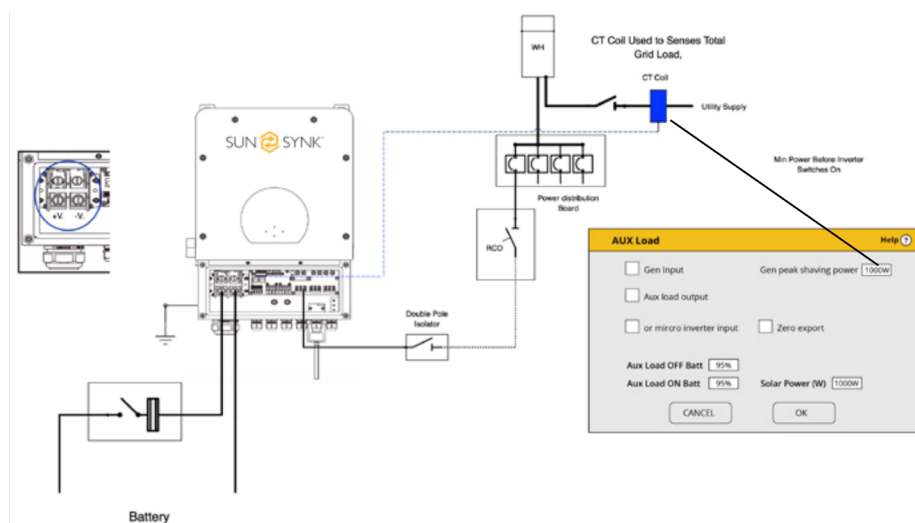 CT Coil Used to Senses Total
Grid Load,
WH
CT Coil
Utility Supply
SUN SYNK
Min Power Before Inverter
Switches On
+V.
-V.
Power distribution
Board
RCD
AUX Load
Help ?
Gen Input
Gen peak shaving power 1000W
Aux load output
or mircro inverter input
Zero export
Double Pole
Isolator
Aux Load OFF Batt 95%
Aux Load ON Batt 95%
Solar Power (W) 1000W
CANCEL
OK
Battery